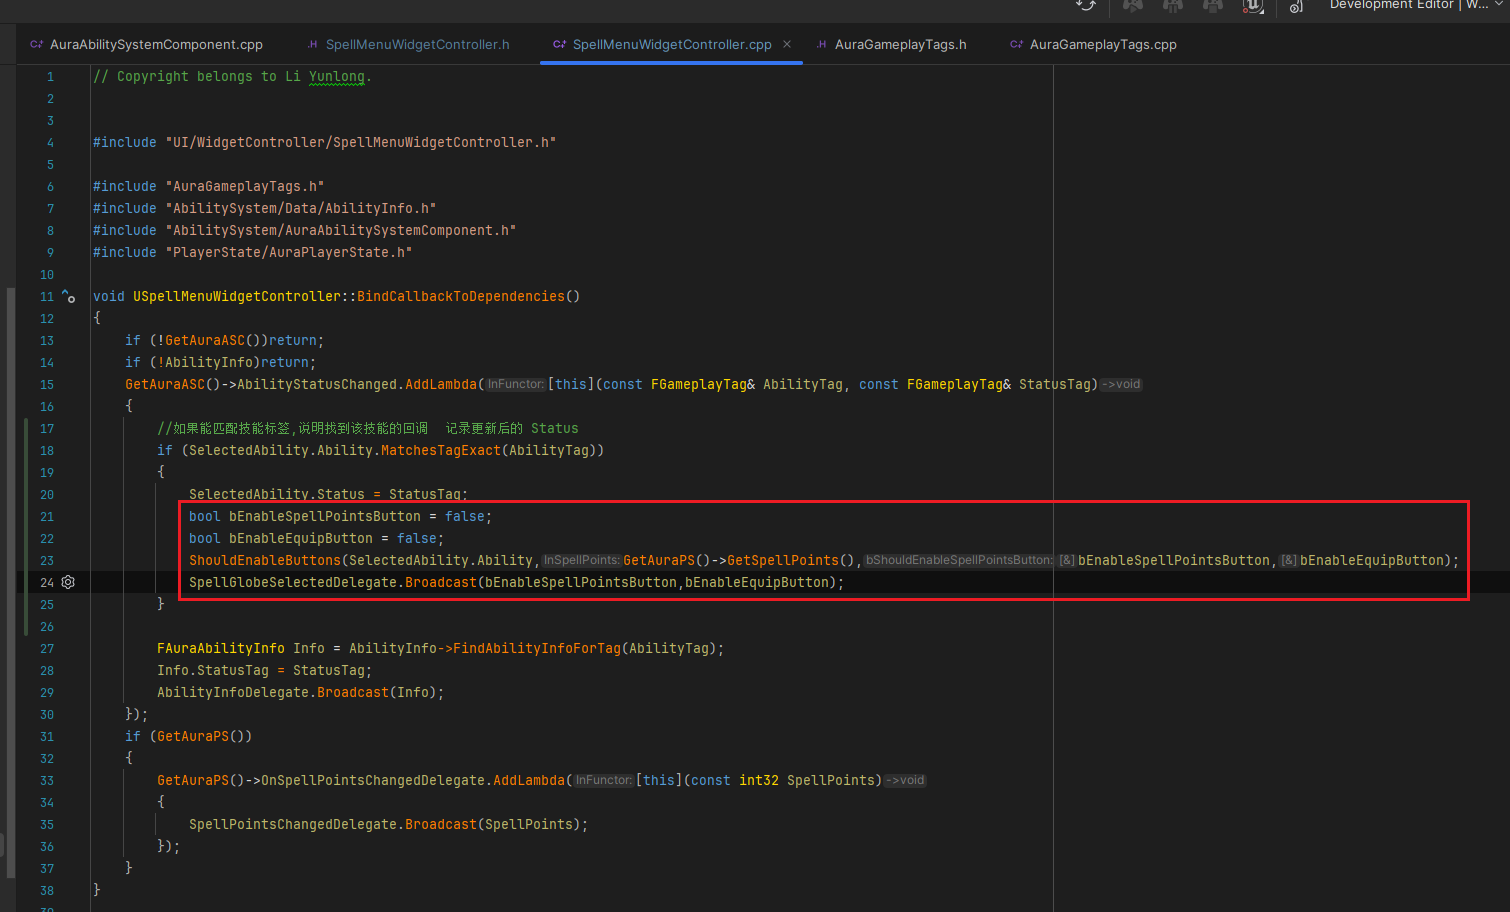 Development Editor | W...
AuraAbilitySystemComponent.cpp SpellMenuWidgetController.h SpellMenuWidgetController.cpp AuraGameplayTags.h AuraGameplayTags.cpp
1 // Copyright belongs to Li Yunlong.
2
3
4 #include "UI/WidgetController/SpellMenuWidgetController.h"
5
6 #include "AuraGameplayTags.h"
7 #include "AbilitySystem/Data/AbilityInfo.h"
8 #include "AbilitySystem/AuraAbilitySystemComponent.h"
9 #include "PlayerState/AuraPlayerState.h"
10
11 void USpellMenuWidgetController::BindCallbackToDependencies()
12 {
13 if (!GetAuraASC())return;
14 if (!AbilityInfo)return;
15 GetAuraASC()->AbilityStatusChanged.AddLambda(InFunctor:[this](const FGameplayTag& AbilityTag, const FGameplayTag& StatusTag)->void
16 {
17 //如果能匹配技能标签,说明找到该技能的回调 记录更新后的 Status
18 if (SelectedAbility.Ability.MatchesTagExact(AbilityTag))
19 {
20 SelectedAbility.Status = StatusTag;
21 bool bEnableSpellPointsButton = false;
22 bool bEnableEquipButton = false;
23 ShouldEnableButtons(SelectedAbility.Ability,InSpellPoints:GetAuraPS()->GetSpellPoints(),bShouldEnableSpellPointsButton:[&]bEnableSpellPointsButton,[&]bEnableEquipButton);
24 SpellGlobeSelectedDelegate.Broadcast(bEnableSpellPointsButton,bEnableEquipButton);
25 }
26
27 FAuraAbilityInfo Info = AbilityInfo->FindAbilityInfoForTag(AbilityTag);
28 Info.StatusTag = StatusTag;
29 AbilityInfoDelegate.Broadcast(Info);
30 });
31 if (GetAuraPS())
32 {
33 GetAuraPS()->OnSpellPointsChangedDelegate.AddLambda(InFunctor:[this](const int32 SpellPoints)->void
34 {
35 SpellPointsChangedDelegate.Broadcast(SpellPoints);
36 });
37 }
38 }